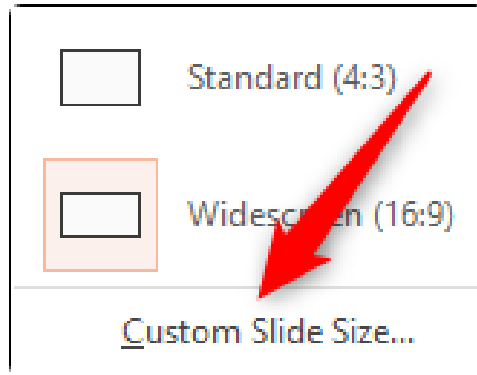 Standard (4:3)
Widescreen (16:9)
Custom Slide Size...